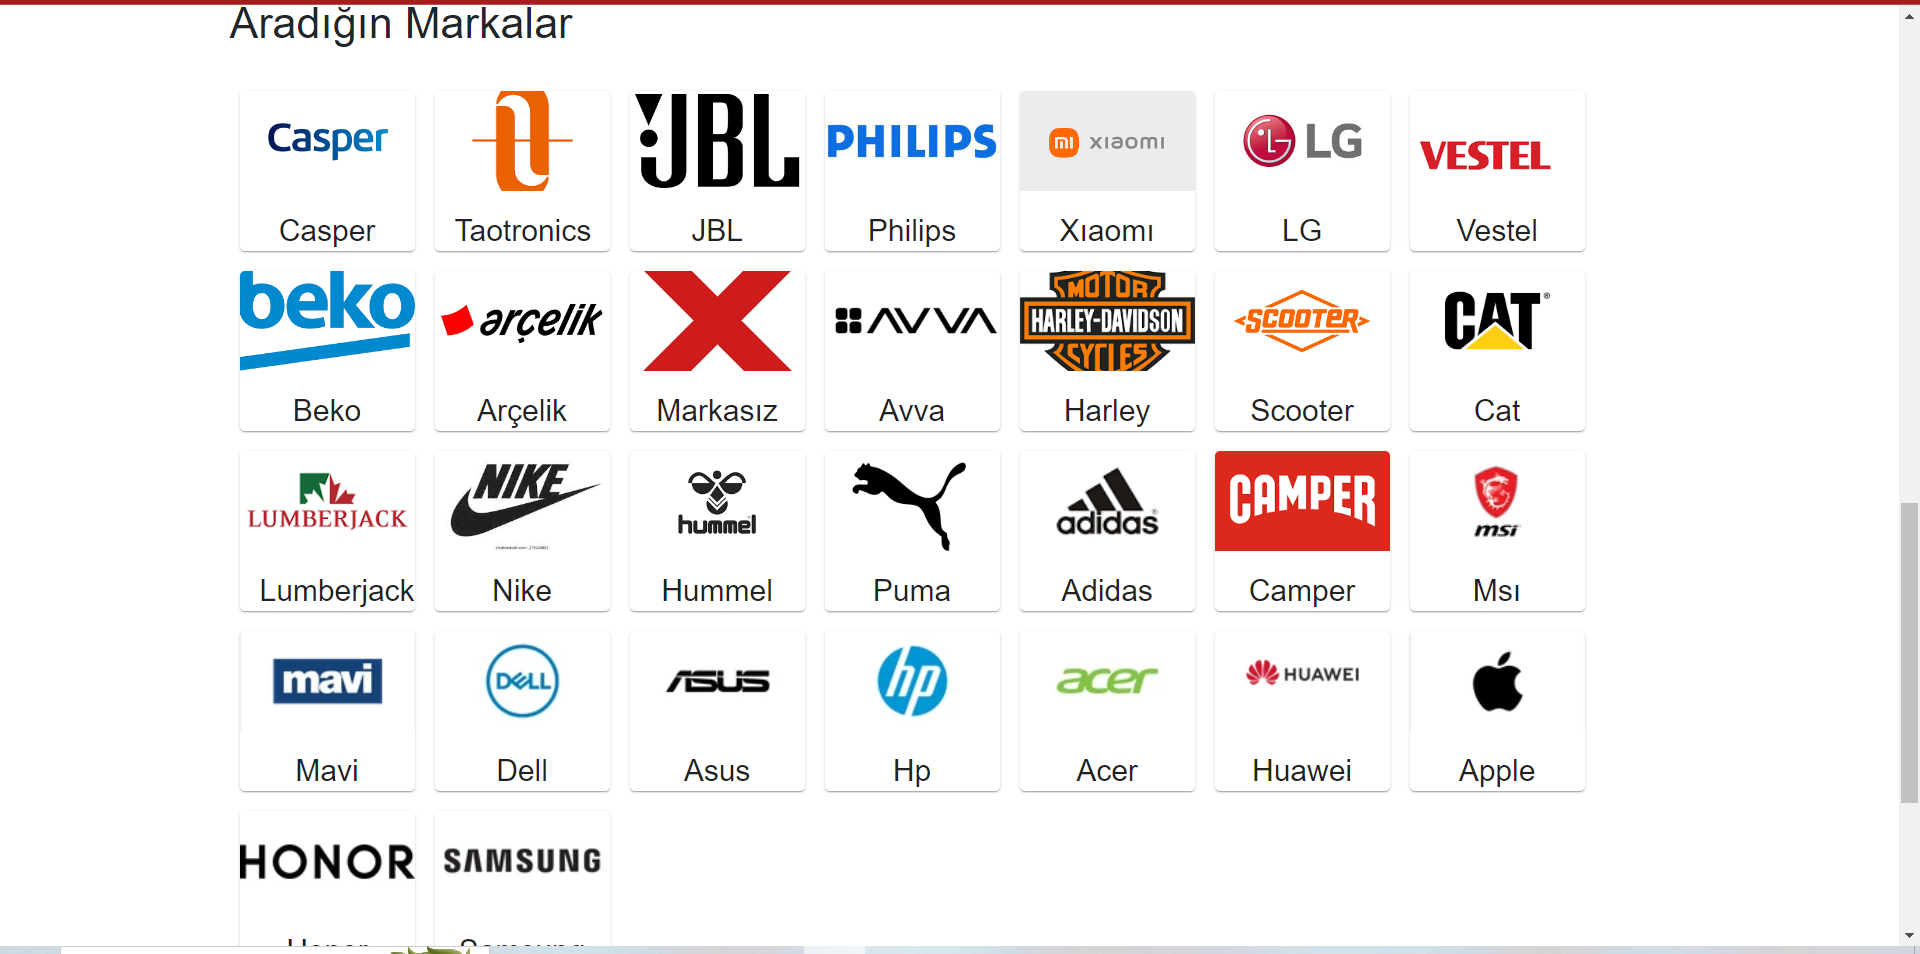 Aradığın Markalar
Casper
JBL
PHILIPS
mi xiaomi
LG
VESTEL
Casper
Taotronics
JBL
Philips
Xıaomı
LG
Vestel
beko
arçelik
AVVA
MOTOR
HARLEY-DAVIDSON
CYCLES
SCOOTER
CAT®
Beko
Arçelik
Markasız
Avva
Harley
Scooter
Cat
LUMBERJACK
NIKE
hummel
adidas®
CAMPER
msi
Lumberjack
Nike
Hummel
Puma
Adidas
Camper
Msı
mavi
DELL
ASUS
hp
acer
HUAWEI
Mavi
Dell
Asus
Hp
Acer
Huawei
Apple
HONOR
SAMSUNG
Honor
Samsung